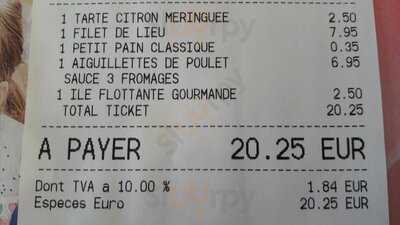 1 TARTE CITRON MERINGUEE 2.50
1 FILET DE LIEU 7.95
1 PETIT PAIN CLASSIQUE 0.35
1 AIGUILLETTES DE POULET 6.95
SAUCE 3 FROMAGES
1 ILE FLOTTANTE GOURMANDE 2.50
TOTAL TICKET 20.25
A PAYER 20.25 EUR
Dont TVA a 10.00 % 1.84 EUR
Especes Euro 20.25 EUR